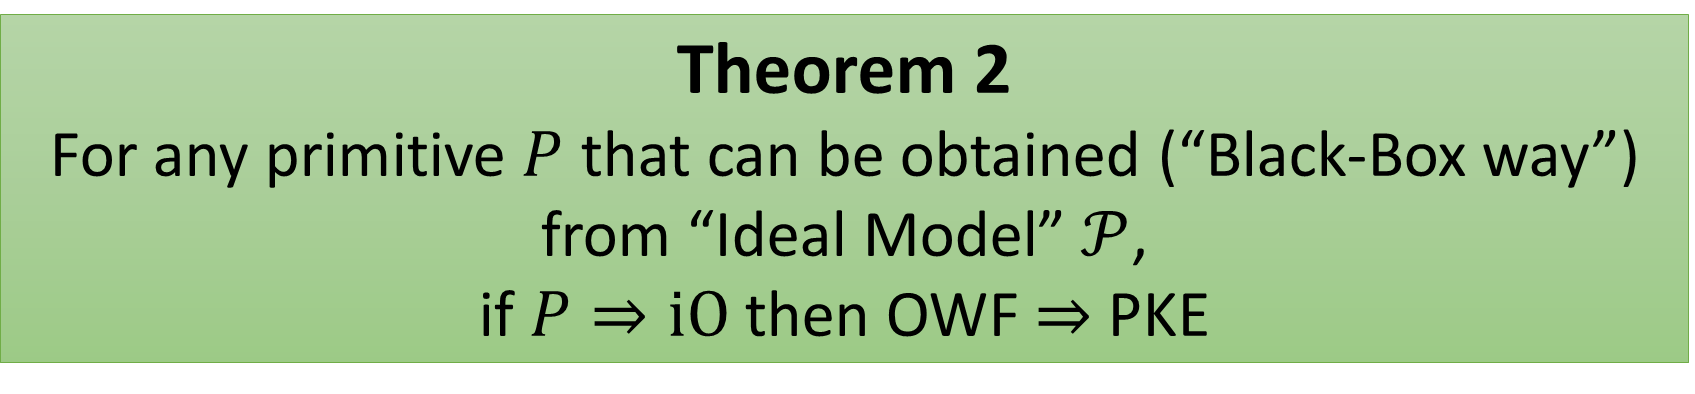 Theorem 2
For any primitive 𝑃 that can be obtained (“Black-Box way”)
from “Ideal Model” 𝒫,
if 𝑃 ⇒ iO then OWF ⇒ PKE